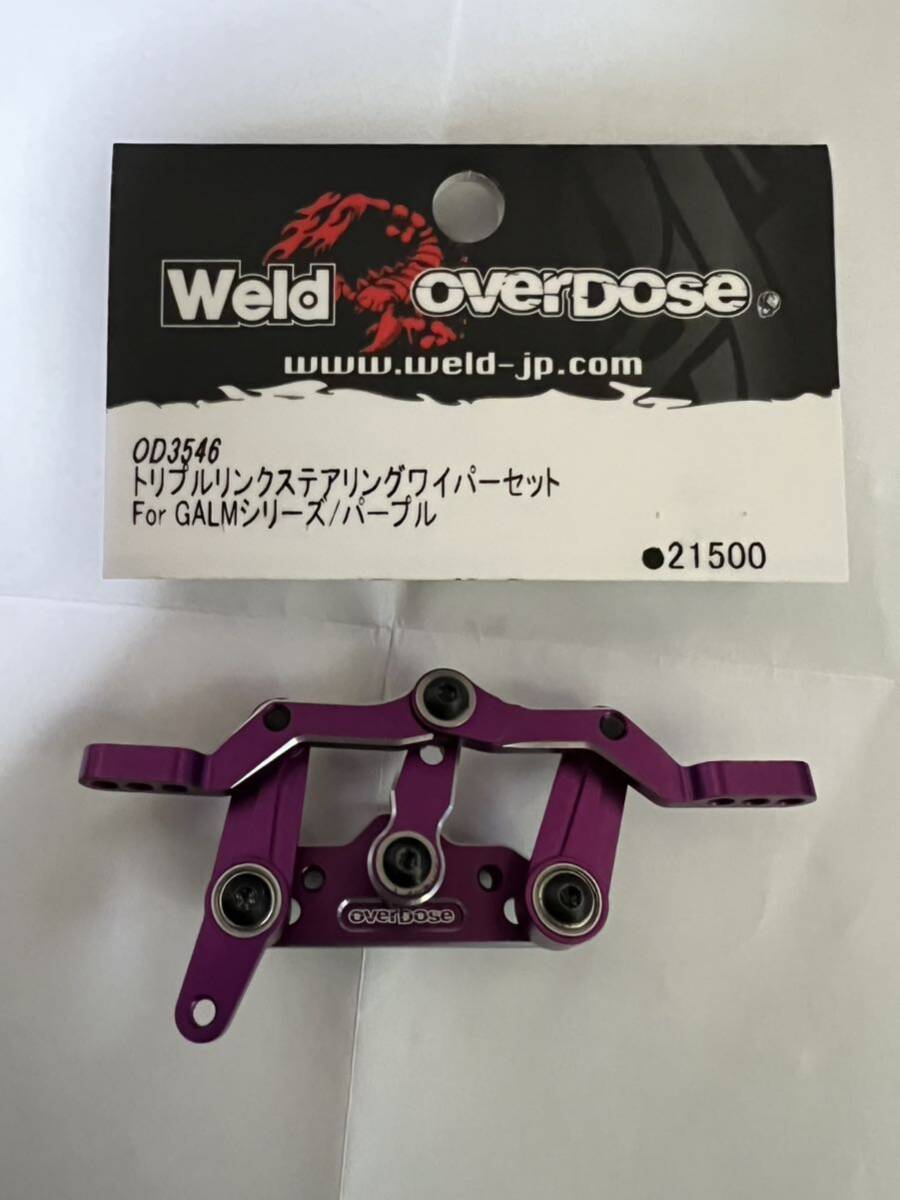 Weld overDose
www.weld-jp.com
OD3546
トリプルリンクステアリングワイパーセット
For GALMシリーズ/パープル
●21500
overDose